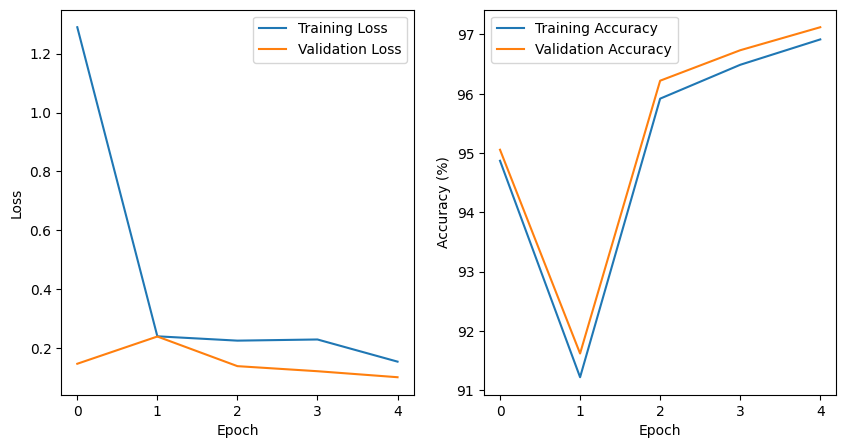 Training Loss
Validation Loss
1.2
1.0
0.8
0.6
0.4
0.2
Loss
0
1
2
3
4
Epoch
Training Accuracy
Validation Accuracy
97
96
95
94
93
92
91
Accuracy (%)
0
1
2
3
4
Epoch